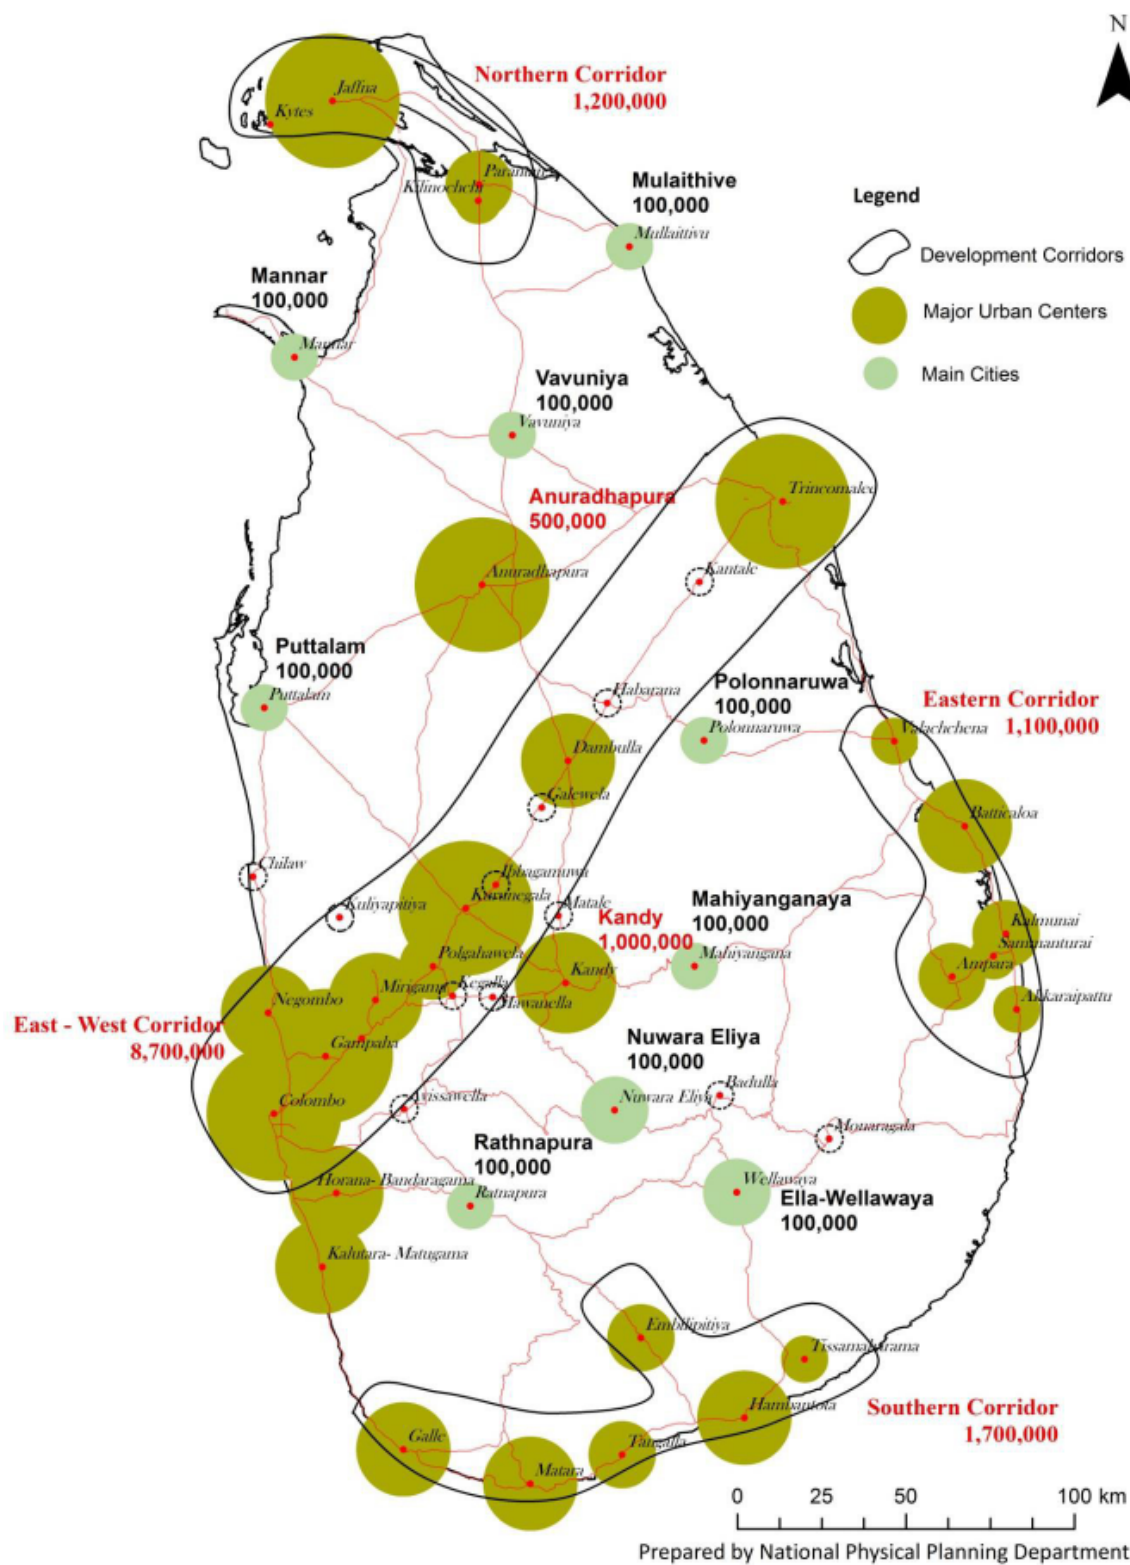 N
Northern Corridor
1,200,000
Jaffna
Kytes
Kilinochchi
Mulaithive
100,000
Mullaittivu
Legend
Development Corridors
Major Urban Centers
Main Cities
Mannar
100,000
Mannar
Vavuniya
100,000
Vavuniya
Trincomalee
Anuradhapura
500,000
Anuradhapura
Kantale
Puttalam
100,000
Puttalam
Habarana
Polonnaruwa
100,000
Polonnaruwa
Eastern Corridor
1,100,000
Valachchena
Dambulla
Galewela
Batticaloa
Chilaw
Ibbagamuwa
Kurunegala
Kuliyapitiya
Matale
Kandy
1,000,000
Mahiyanganaya
100,000
Mahiyangana
Kalmunai
Sammanturai
Ampara
Akkaraipattu
Polgahawela
Kandy
Kegalla
Mawanella
Mirigama
Negombo
East - West Corridor
8,700,000
Gampaha
Colombo
Nuwara Eliya
100,000
Nuwara Eliya
Badulla
Avissawella
Monaragala
Rathnapura
100,000
Ratnapura
Horana- Bandaragama
Wellawaya
Ella-Wellawaya
100,000
Kalutara- Matugama
Embilipitiya
Tissamaharama
Hambantota
Southern Corridor
1,700,000
Galle
Tangalla
Matara
0 25 50 100 km
Prepared by National Physical Planning Department